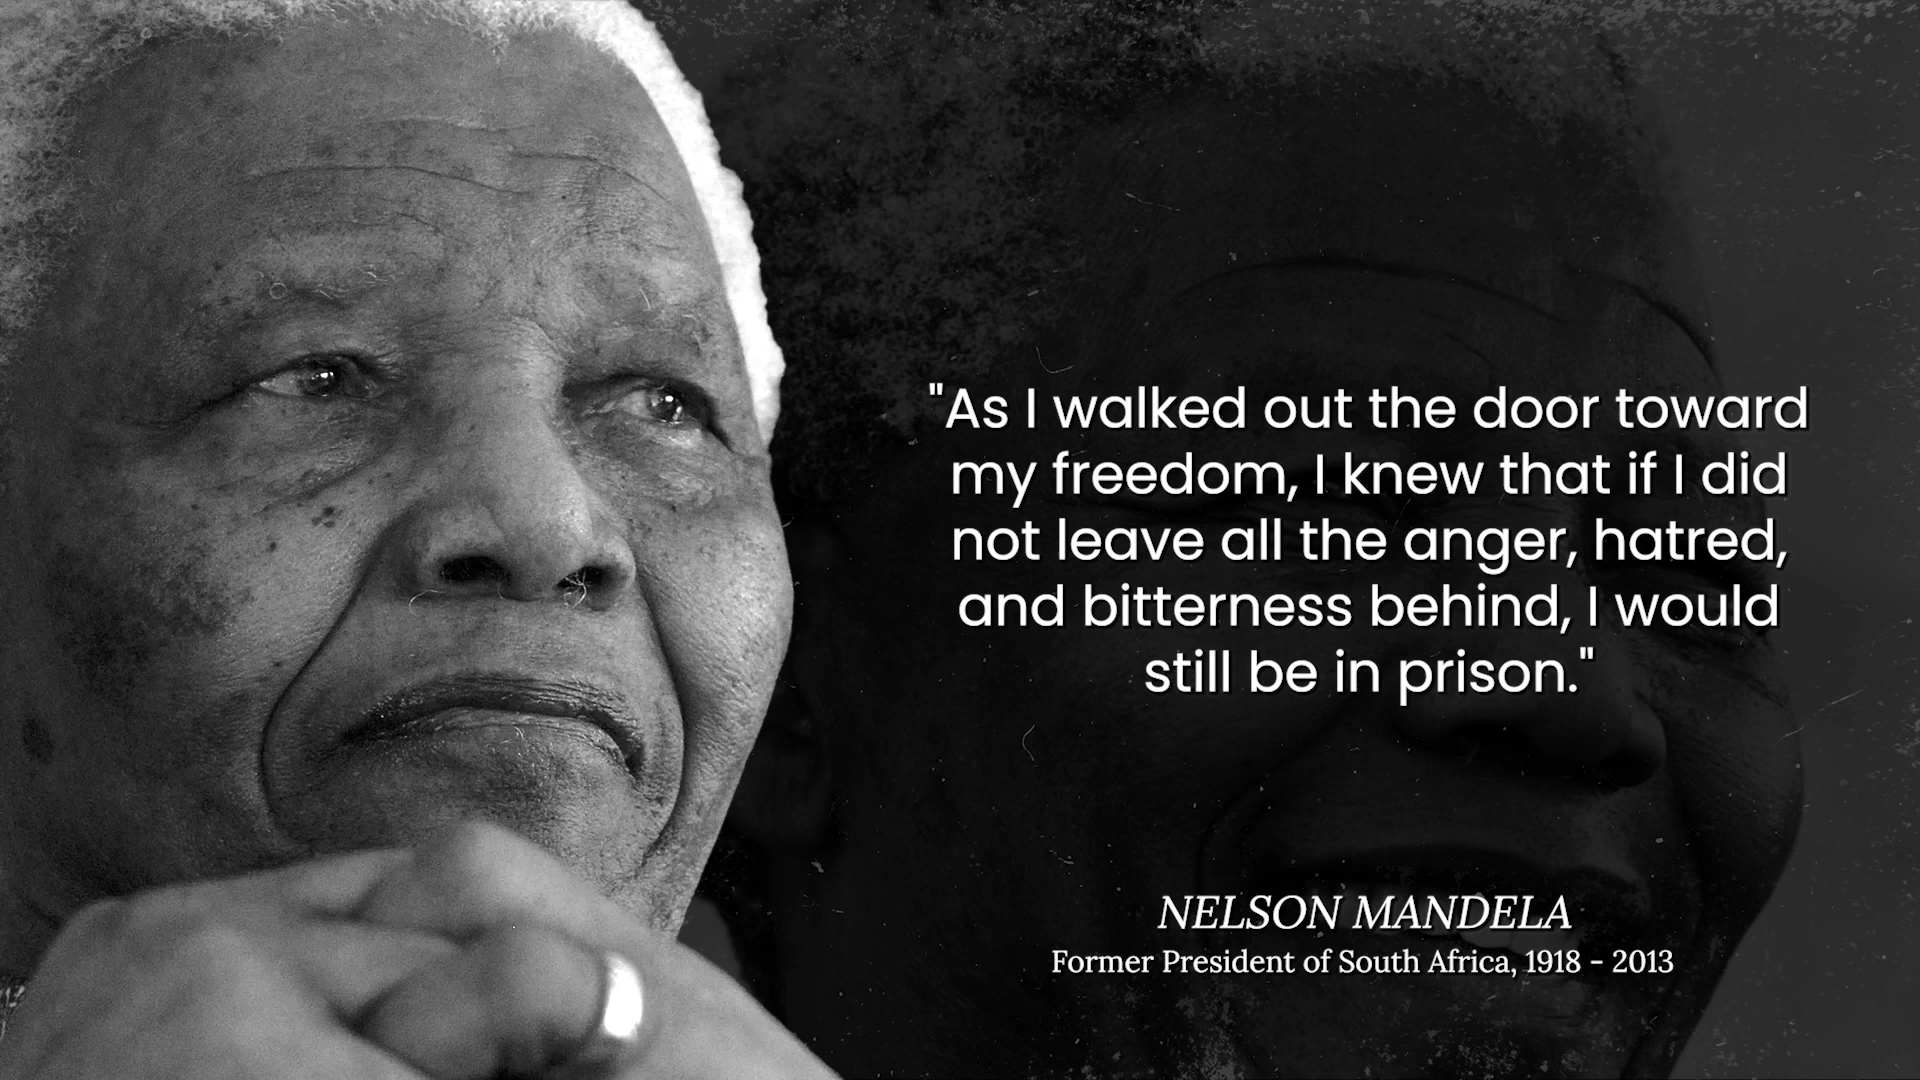 "As I walked out the door toward
my freedom, I knew that if I did
not leave all the anger, hatred,
and bitterness behind, I would
still be in prison."
NELSON MANDELA
Former President of South Africa, 1918 - 2013